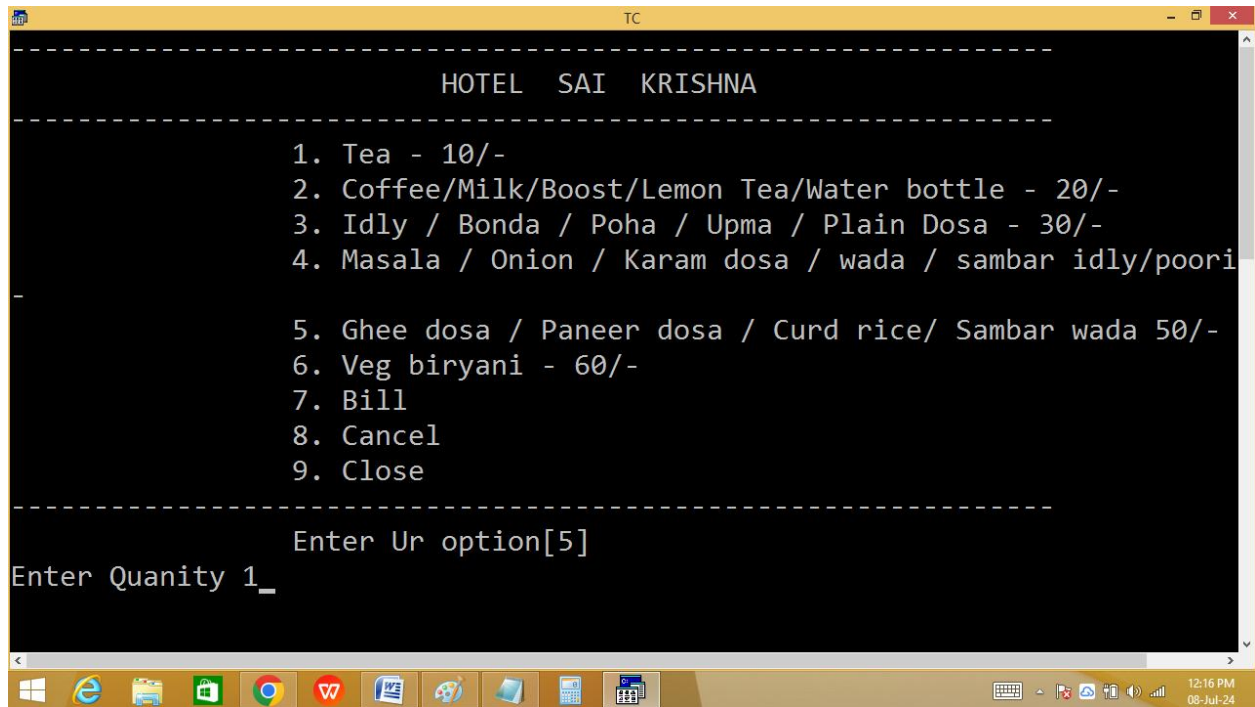 TC
-----------------------------------------------------------------
HOTEL SAI KRISHNA
-----------------------------------------------------------------
1. Tea - 10/-
2. Coffee/Milk/Boost/Lemon Tea/Water bottle - 20/-
3. Idly / Bonda / Poha / Upma / Plain Dosa - 30/-
4. Masala / Onion / Karam dosa / wada / sambar idly/poori
-
5. Ghee dosa / Paneer dosa / Curd rice/ Sambar wada 50/-
6. Veg biryani - 60/-
7. Bill
8. Cancel
9. Close
-----------------------------------------------------------------
Enter Ur option[5]
Enter Quanity 1_
12:16 PM
08-Jul-24